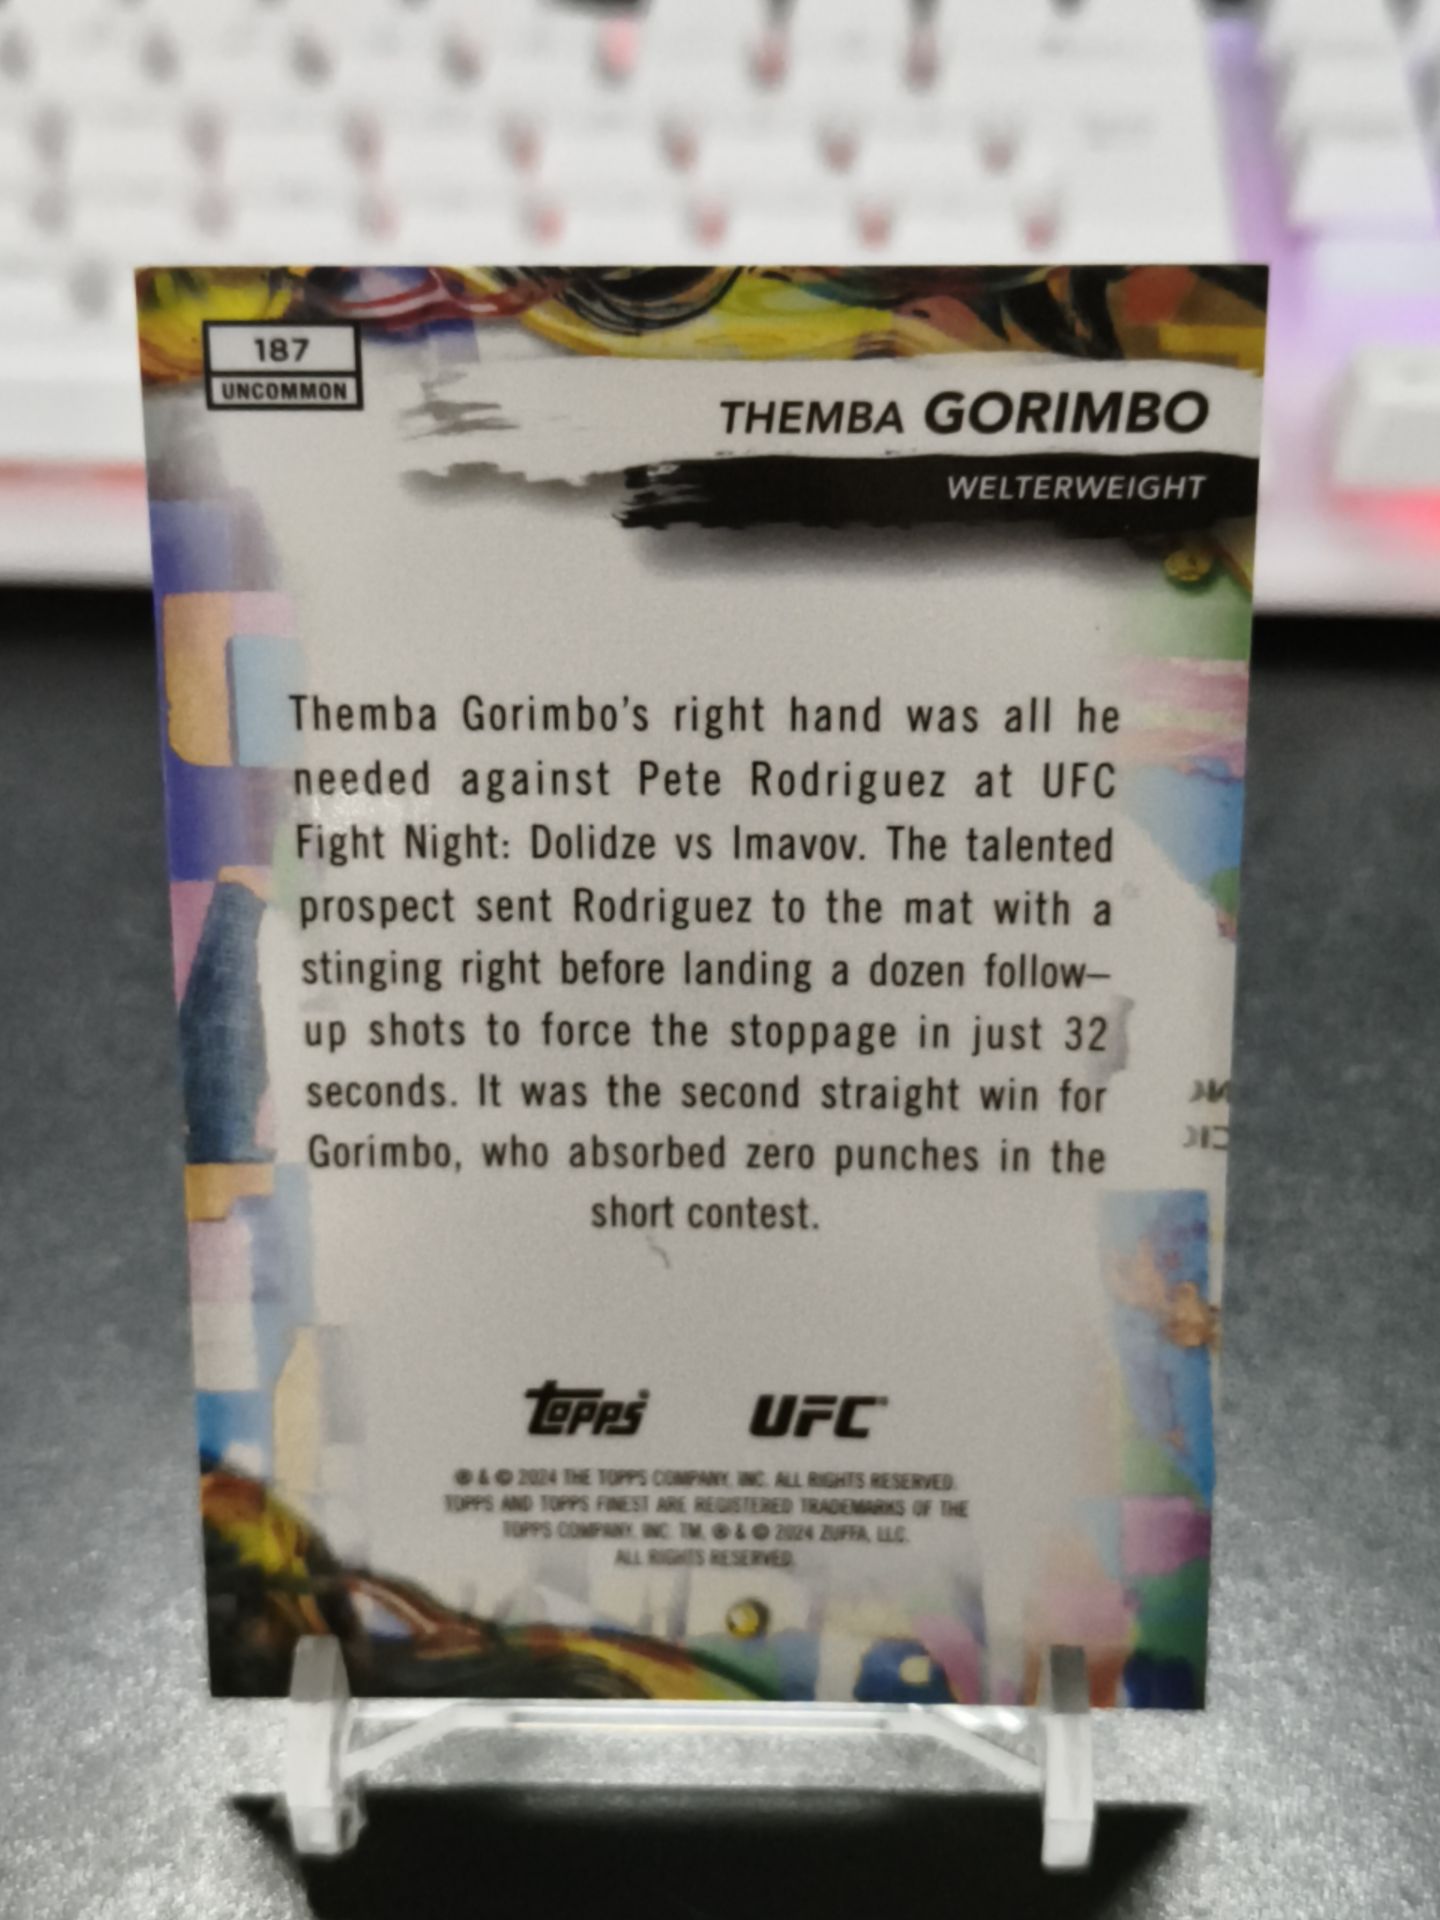 187
UNCOMMON
THEMBA GORIMBO
WELTERWEIGHT
Themba Gorimbo's right hand was all he
needed against Pete Rodriguez at UFC
Fight Night: Dolidze vs Imavov. The talented
prospect sent Rodriguez to the mat with a
stinging right before landing a dozen follow–
up shots to force the stoppage in just 32
seconds. It was the second straight win for
Gorimbo, who absorbed zero punches in the
short contest.
Topps® UFC®
® & © 2024 THE TOPPS COMPANY, INC. ALL RIGHTS RESERVED.
TOPPS AND TOPPS FINEST ARE REGISTERED TRADEMARKS OF THE
TOPPS COMPANY, INC. TM, ® & © 2024 ZUFFA, LLC.
ALL RIGHTS RESERVED.